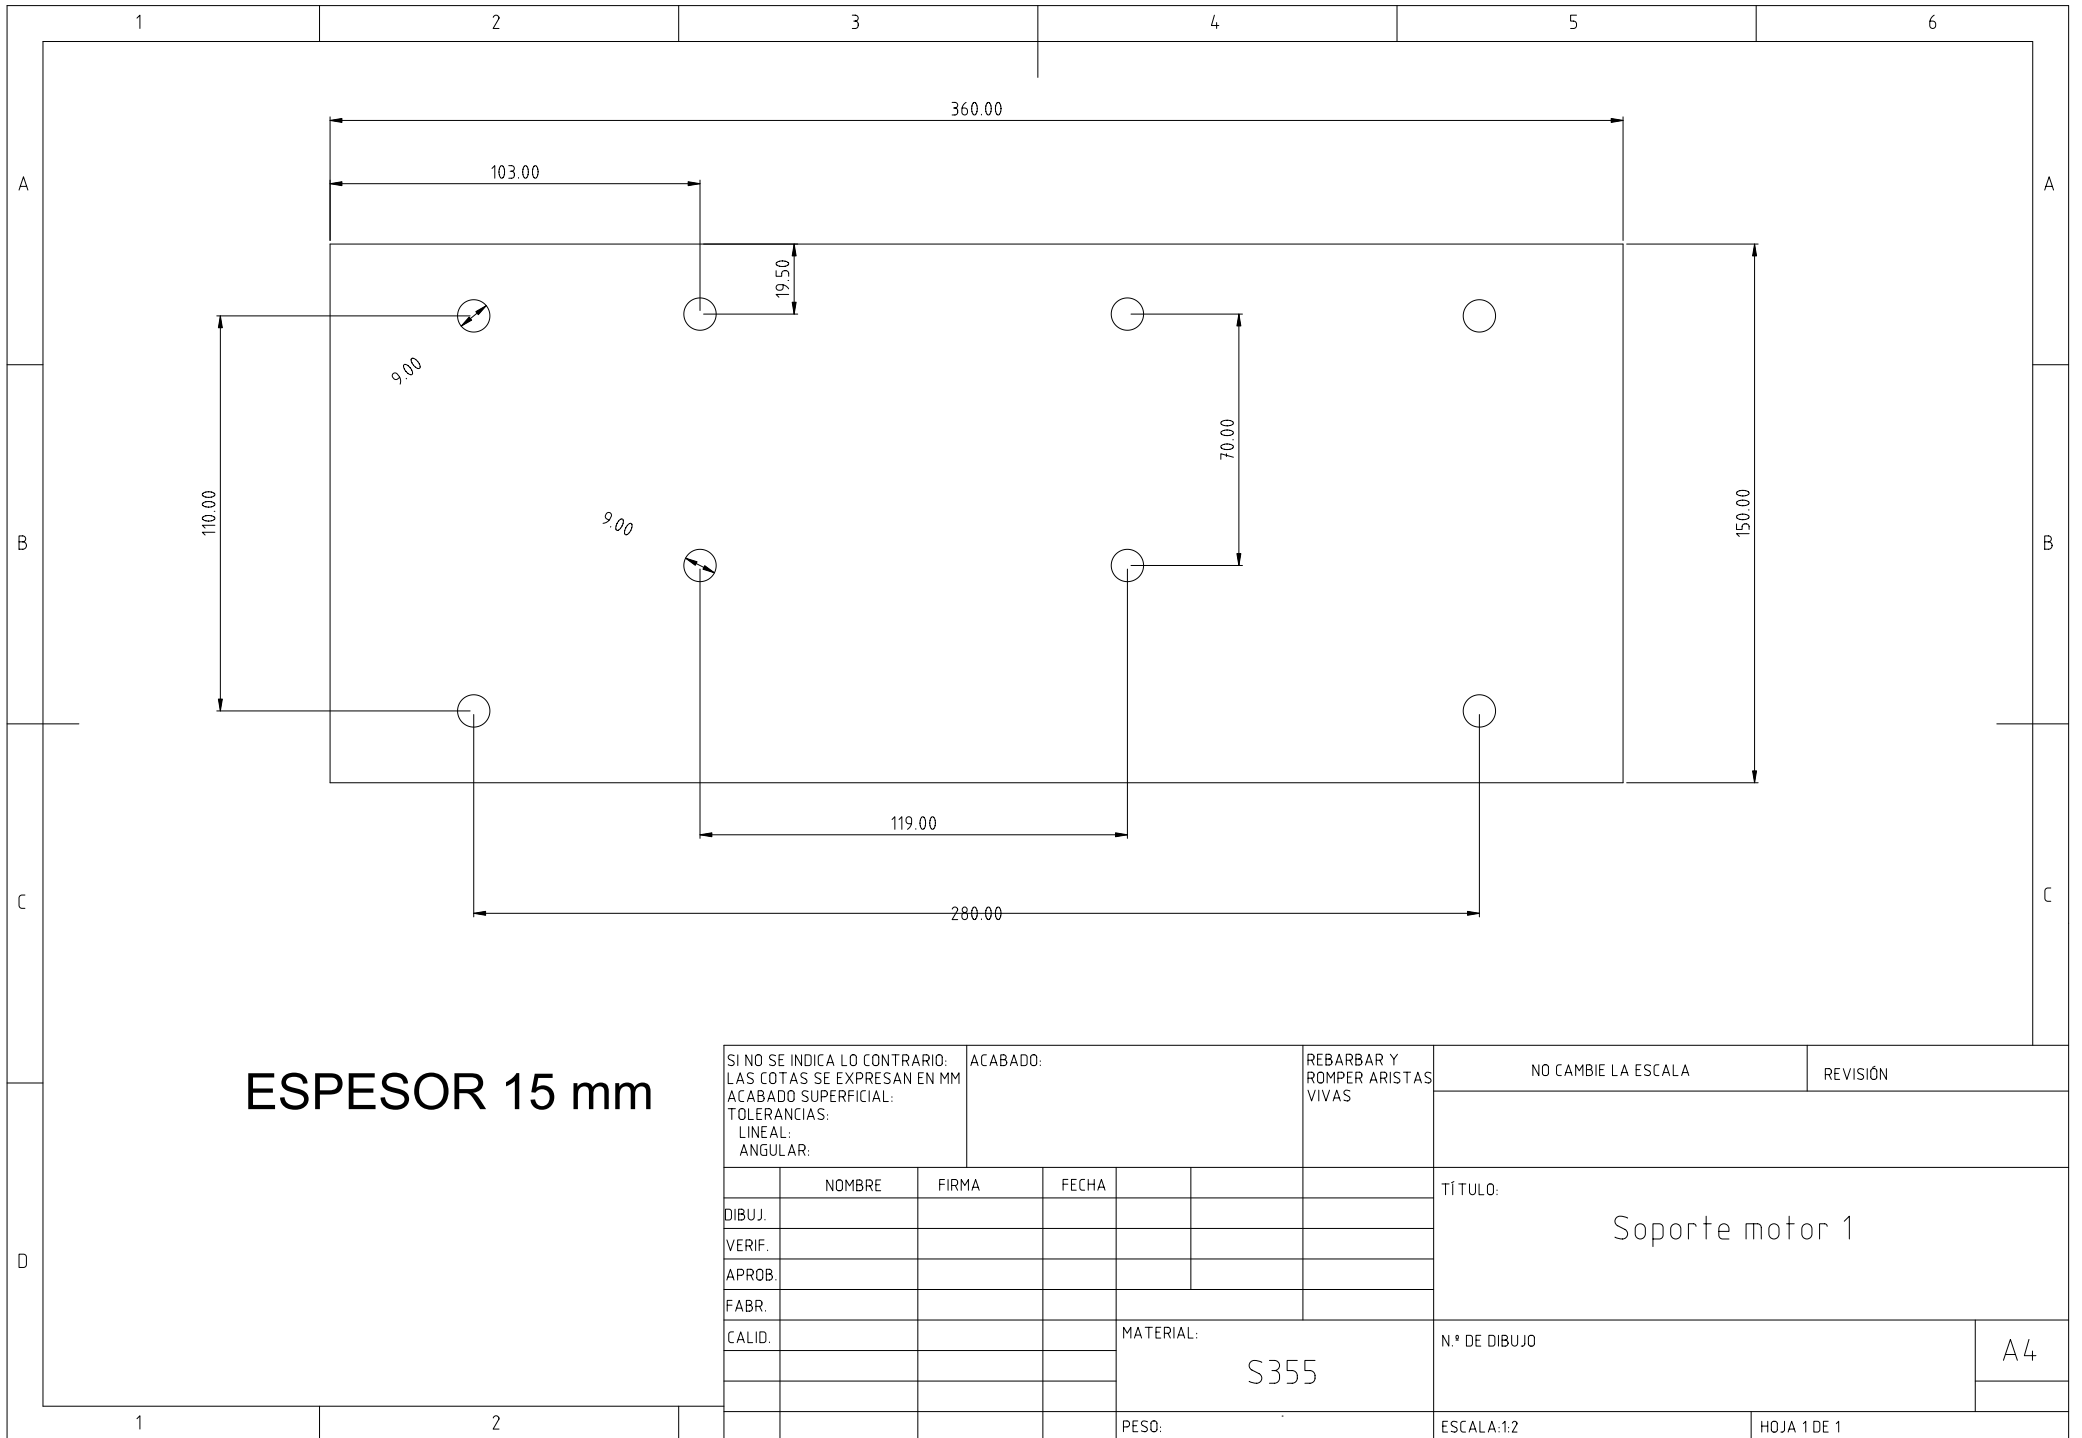 1 2 3 4 5 6
360.00
103.00
A A
19.50
9.00
70.00
110.00
150.00
9.00
B B
119.00
C C
280.00
ESPESOR 15 mm
SI NO SE INDICA LO CONTRARIO:
LAS COTAS SE EXPRESAN EN MM
ACABADO SUPERFICIAL:
TOLERANCIAS:
LINEAL:
ANGULAR:
ACABADO:
REBARBAR Y
ROMPER ARISTAS
VIVAS
NO CAMBIE LA ESCALA
REVISIÓN
NOMBRE FIRMA FECHA
DIBUJ.
VERIF.
APROB.
FABR.
CALID.
TÍTULO:
Soporte motor 1
D
MATERIAL:
S355
N.º DE DIBUJO
A4
PESO:
ESCALA:1:2
HOJA 1 DE 1
1 2